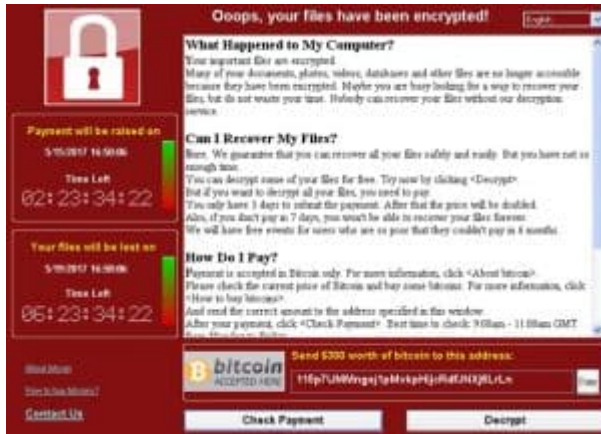 Ooops, your files have been encrypted!
English
What Happened to My Computer?
Your important files are encrypted.
Many of your documents, photos, videos, databases and other files are no longer accessible
because they have been encrypted. Maybe you are busy looking for a way to recover your
files, but do not waste your time. Nobody can recover your files without our decryption
service.
Can I Recover My Files?
Sure. We guarantee that you can recover all your files safely and easily. But you have not so
enough time.
You can decrypt some of your files for free. Try now by clicking <Decrypt>.
But if you want to decrypt all your files, you need to pay.
You only have 3 days to submit the payment. After that the price will be doubled.
Also, if you don't pay in 7 days, you won't be able to recover your files forever.
We will have free events for users who are so poor that they couldn't pay in 6 months.
How Do I Pay?
Payment is accepted in Bitcoin only. For more information, click <About bitcoin>.
Please check the current price of Bitcoin and buy some bitcoins. For more information, click
<How to buy bitcoins>.
And send the correct amount to the address specified in this window.
After your payment, click <Check Payment>. Best time to check: 9:00am - 11:00am GMT
Payment will be raised on
5/15/2017 16:50:06
Time Left
02:23:34:22
Your files will be lost on
5/19/2017 16:50:06
Time Left
06:23:34:22
About bitcoin
How to buy bitcoins?
Contact Us
bitcoin
ACCEPTED HERE
Send $300 worth of bitcoin to this address:
Check Payment
Decrypt